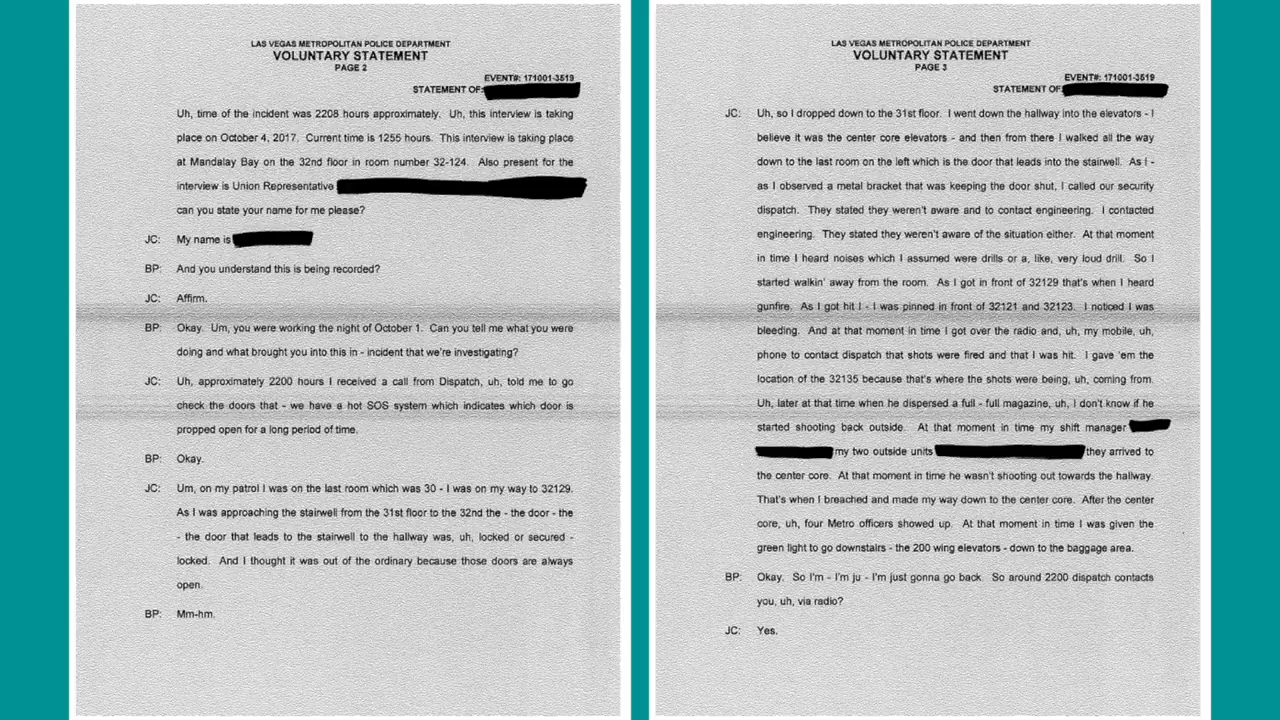 LAS VEGAS METROPOLITAN POLICE DEPARTMENT
VOLUNTARY STATEMENT
PAGE 2
EVENT#: 171001-3519
STATEMENT OF:
Uh, time of the incident was 2208 hours approximately. Uh, this interview is taking
place on October 4, 2017. Current time is 1255 hours. This interview is taking place
at Mandalay Bay on the 32nd floor in room number 32-124. Also present for the
interview is Union Representative
can you state your name for me please?
JC: My name is
BP: And you understand this is being recorded?
JC: Affirm.
BP: Okay. Um, you were working the night of October 1. Can you tell me what you were
doing and what brought you into this in - incident that we're investigating?
JC: Uh, approximately 2200 hours I received a call from Dispatch, uh, told me to go
check the doors that - we have a hot SOS system which indicates which door is
propped open for a long period of time.
BP: Okay.
JC: Um, on my patrol I was on the last room which was 30 - I was on my way to 32129.
As I was approaching the stairwell from the 31st floor to the 32nd the - the door - the
- the door that leads to the stairwell to the hallway was, uh, locked or secured -
locked. And I thought it was out of the ordinary because those doors are always
open.
BP: Mm-hm.
LAS VEGAS METROPOLITAN POLICE DEPARTMENT
VOLUNTARY STATEMENT
PAGE 3
EVENT#: 171001-3519
STATEMENT OF:
JC: Uh, so I dropped down to the 31st floor. I went down the hallway into the elevators - I
believe it was the center core elevators - and then from there I walked all the way
down to the last room on the left which is the door that leads into the stairwell. As I -
as I observed a metal bracket that was keeping the door shut, I called our security
dispatch. They stated they weren't aware and to contact engineering. I contacted
engineering. They stated they weren't aware of the situation either. At that moment
in time I heard noises which I assumed were drills or a, like, very loud drill. So I
started walkin' away from the room. As I got in front of 32129 that's when I heard
gunfire. As I got hit I - I was pinned in front of 32121 and 32123. I noticed I was
bleeding. And at that moment in time I got over the radio and, uh, my mobile, uh,
phone to contact dispatch that shots were fired and that I was hit. I gave 'em the
location of the 32135 because that's where the shots were being, uh, coming from.
Uh, later at that time when he dispersed a full - full magazine, uh, I don't know if he
started shooting back outside. At that moment in time my shift manager
my two outside units they arrived to
the center core. At that moment in time he wasn't shooting out towards the hallway.
That's when I breached and made my way down to the center core. After the center
core, uh, four Metro officers showed up. At that moment in time I was given the
green light to go downstairs - the 200 wing elevators - down to the baggage area.
BP: Okay. So I'm - I'm ju - I'm just gonna go back. So around 2200 dispatch contacts
you, uh, via radio?
JC: Yes.